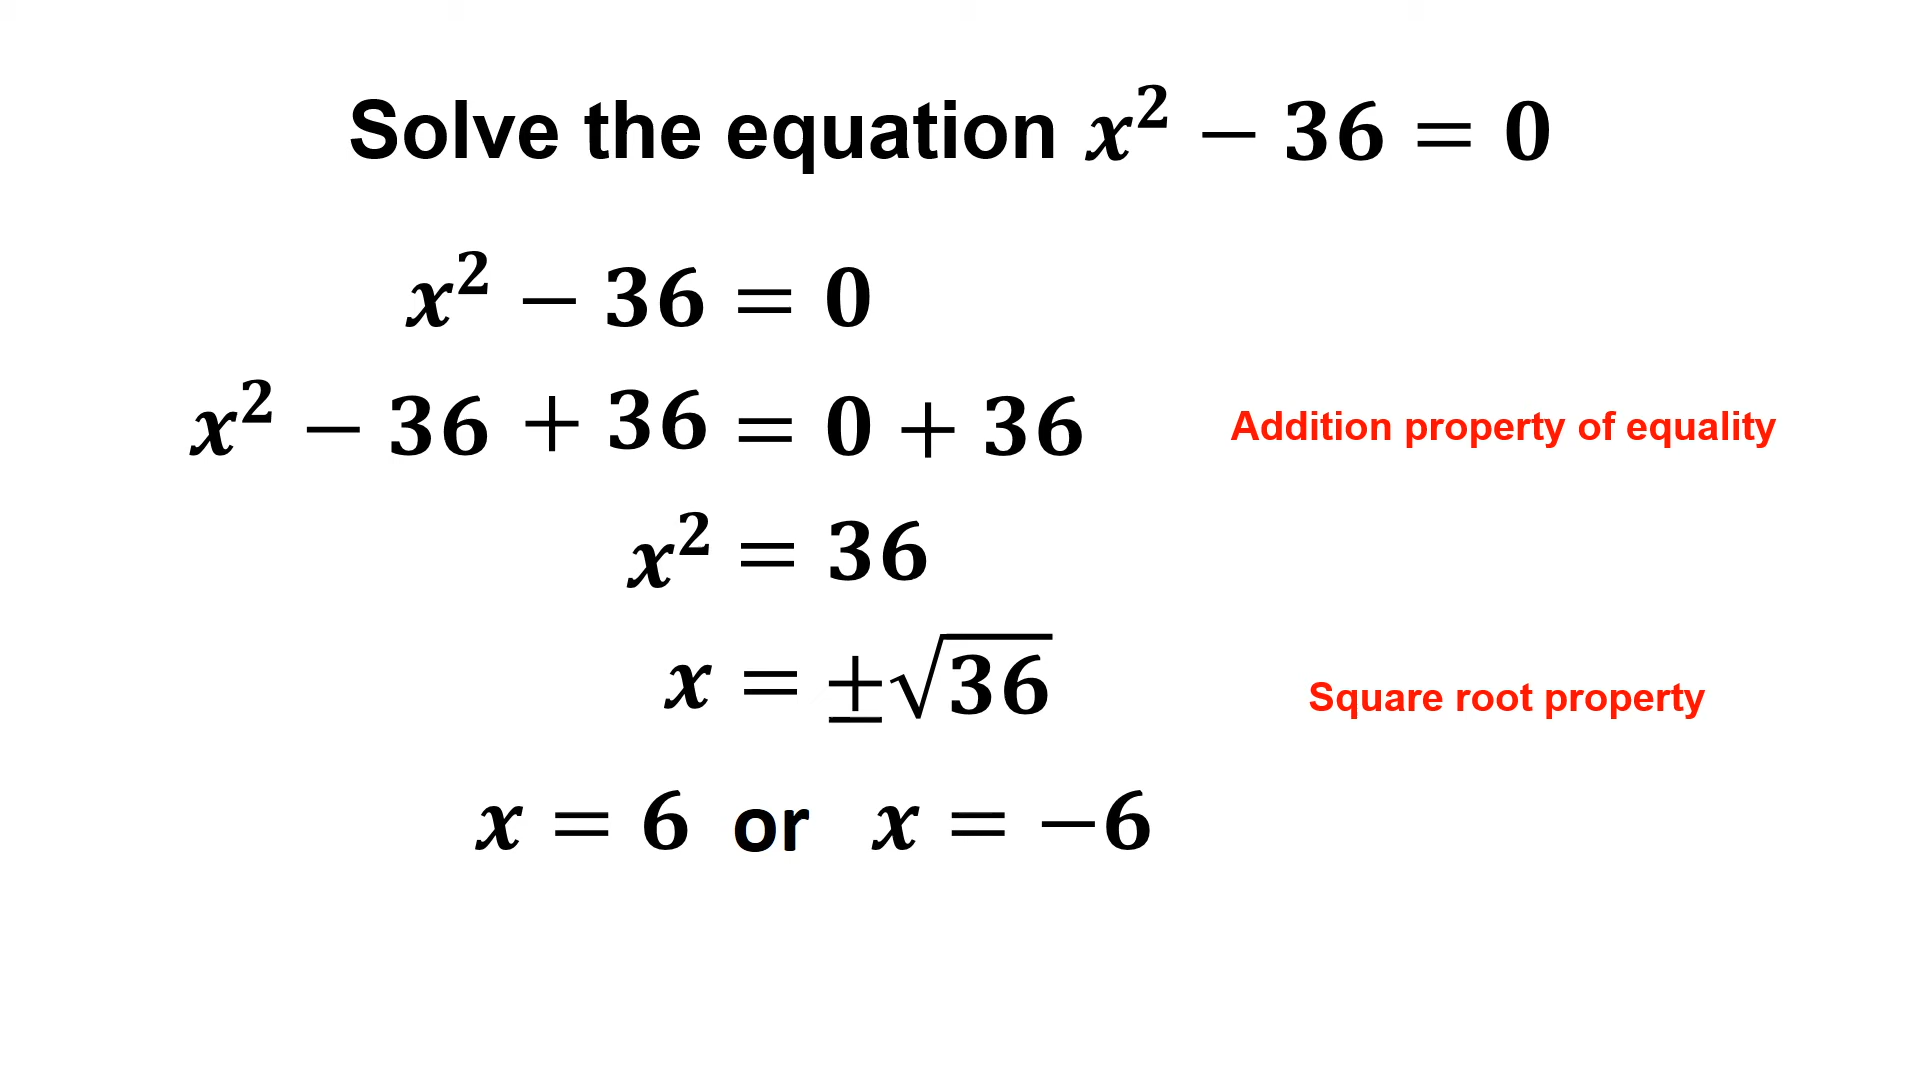 Solve the equation x² − 36 = 0
x² − 36 = 0
x² − 36 + 36 = 0 + 36 Addition property of equality
x² = 36
x = ±√36 Square root property
x = 6 or x = −6